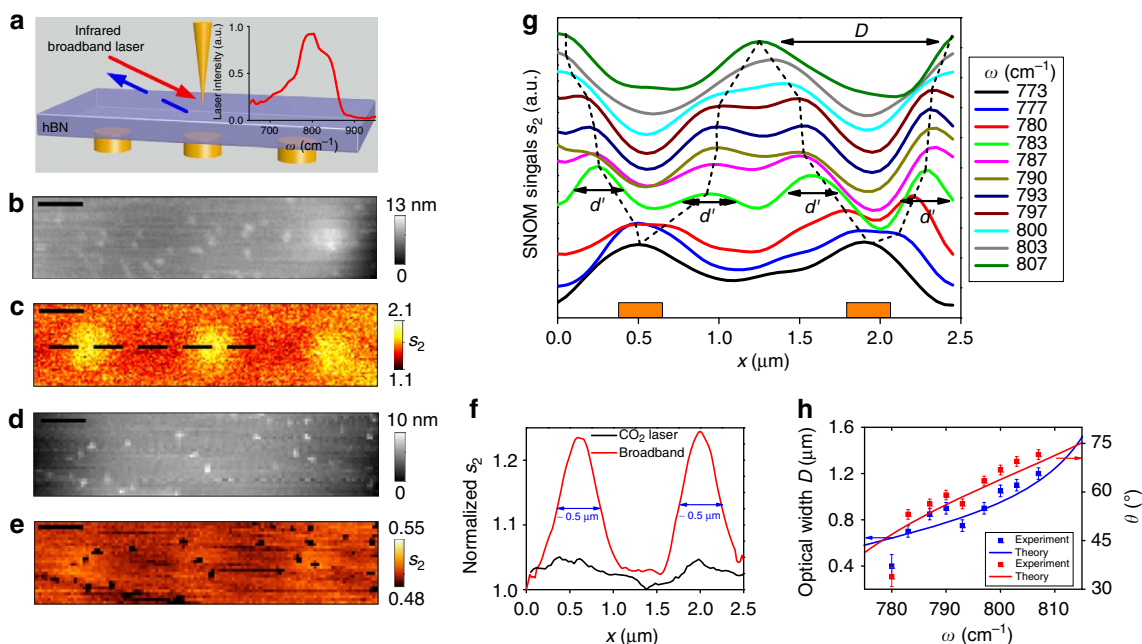 a
Infrared
broadband laser
hBN
Laser intensity (a.u.)
1.0
0.5
0
700 800 900
ω (cm⁻¹)
b
13 nm
0
c
2.1
s₂
1.1
d
10 nm
0
e
0.55
s₂
0.48
f
Normalized s₂
1.2
1.1
1.0
CO₂ laser
Broadband
~ 0.5 μm
~ 0.5 μm
0.0 0.5 1.0 1.5 2.0 2.5
x (μm)
g
SNOM singals s₂ (a.u.)
D
d'
d'
d'
d'
0.0 0.5 1.0 1.5 2.0 2.5
x (μm)
ω (cm⁻¹)
773
777
780
783
787
790
793
797
800
803
807
h
Optical width D (μm)
1.6
1.2
0.8
0.4
75
60
45
30
θ (°)
Experiment
Theory
Experiment
Theory
780 790 800 810
ω (cm⁻¹)